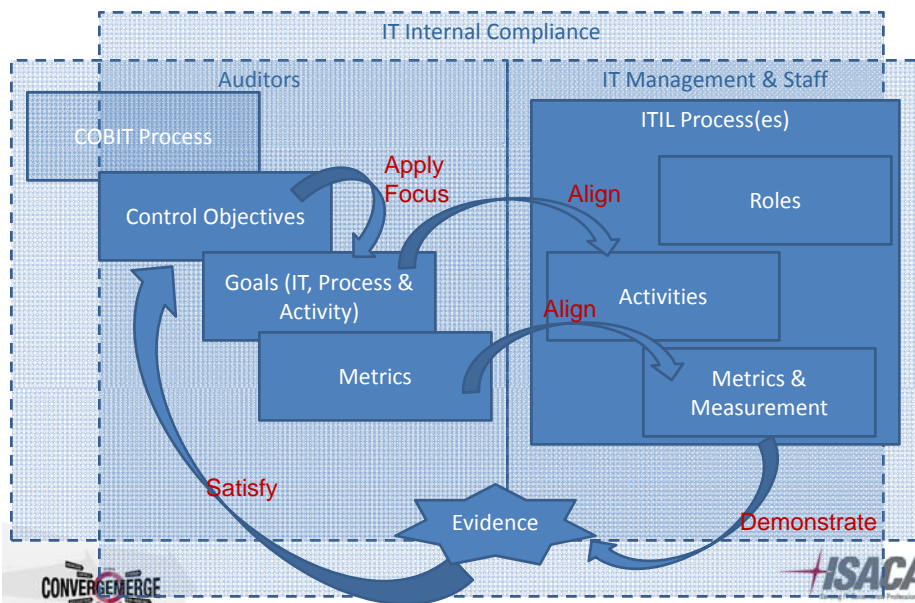 IT Internal Compliance
Auditors
IT Management & Staff
COBIT Process
ITIL Process(es)
Apply
Focus
Align
Roles
Control Objectives
Goals (IT, Process &
Activity)
Activities
Align
Metrics
Metrics &
Measurement
Satisfy
Evidence
Demonstrate
CONVERGEMERGE
ISACA